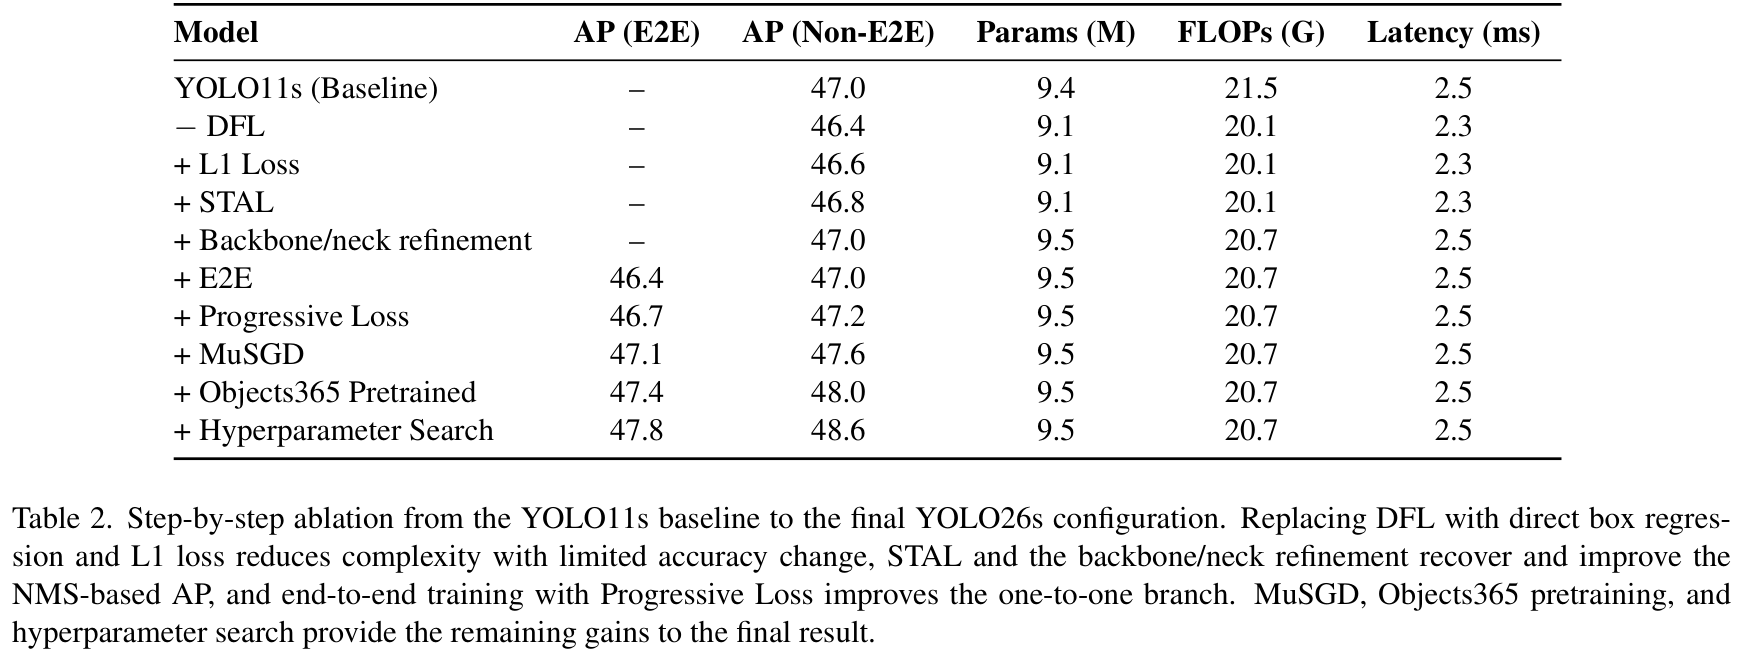 Model AP (E2E) AP (Non-E2E) Params (M) FLOPs (G) Latency (ms)
YOLO11s (Baseline) – 47.0 9.4 21.5 2.5
− DFL – 46.4 9.1 20.1 2.3
+ L1 Loss – 46.6 9.1 20.1 2.3
+ STAL – 46.8 9.1 20.1 2.3
+ Backbone/neck refinement – 47.0 9.5 20.7 2.5
+ E2E 46.4 47.0 9.5 20.7 2.5
+ Progressive Loss 46.7 47.2 9.5 20.7 2.5
+ MuSGD 47.1 47.6 9.5 20.7 2.5
+ Objects365 Pretrained 47.4 48.0 9.5 20.7 2.5
+ Hyperparameter Search 47.8 48.6 9.5 20.7 2.5
Table 2. Step-by-step ablation from the YOLO11s baseline to the final YOLO26s configuration. Replacing DFL with direct box regres-
sion and L1 loss reduces complexity with limited accuracy change, STAL and the backbone/neck refinement recover and improve the
NMS-based AP, and end-to-end training with Progressive Loss improves the one-to-one branch. MuSGD, Objects365 pretraining, and
hyperparameter search provide the remaining gains to the final result.